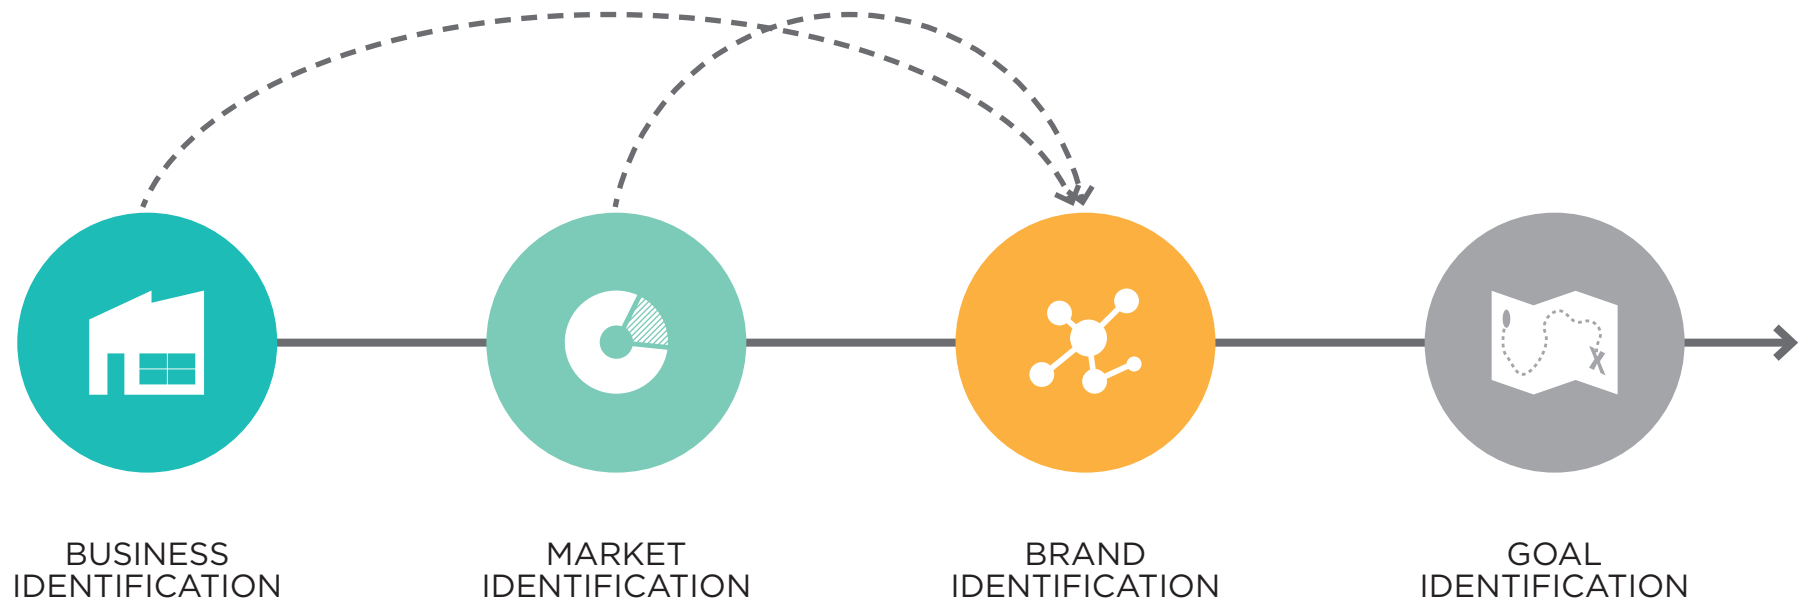 BUSINESS
IDENTIFICATION
MARKET
IDENTIFICATION
BRAND
IDENTIFICATION
GOAL
IDENTIFICATION